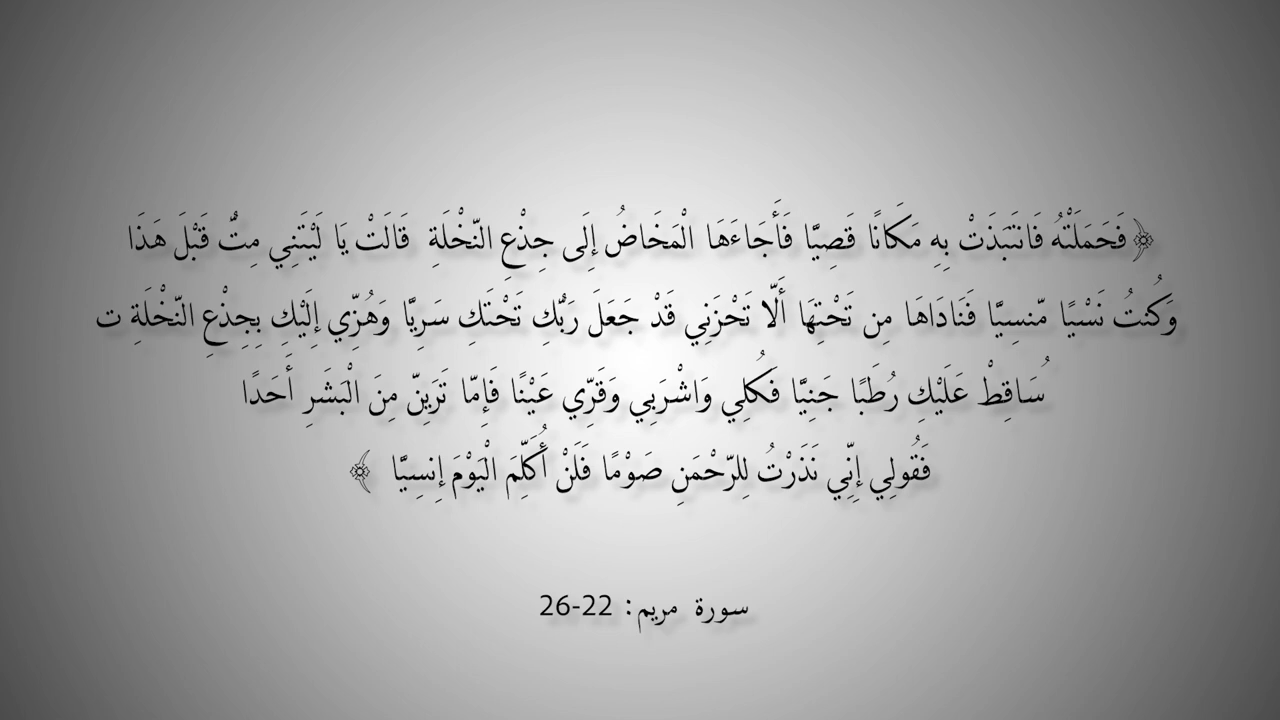 ﴿فَحَمَلَتْهُ فَانتَبَذَتْ بِهِ مَكَانًا قَصِيًّا فَأَجَاءَهَا الْمَخَاضُ إِلَى جِذْعِ النَّخْلَةِ قَالَتْ يَا لَيْتَنِي مِتُّ قَبْلَ هَذَا
وَكُنتُ نَسْيًا مَّنسِيًّا فَنَادَاهَا مِن تَحْتِهَا أَلَّا تَحْزَنِي قَدْ جَعَلَ رَبُّكِ تَحْتَكِ سَرِيًّا وَهُزِّي إِلَيْكِ بِجِذْعِ النَّخْلَةِ ت
ُسَاقِطْ عَلَيْكِ رُطَبًا جَنِيًّا فَكُلِي وَاشْرَبِي وَقَرِّي عَيْنًا فَإِمَّا تَرَيِنَّ مِنَ الْبَشَرِ أَحَدًا
فَقُولِي إِنِّي نَذَرْتُ لِلرَّحْمَنِ صَوْمًا فَلَنْ أُكَلِّمَ الْيَوْمَ إِنسِيًّا ﴾
سورة مريم: 22-26